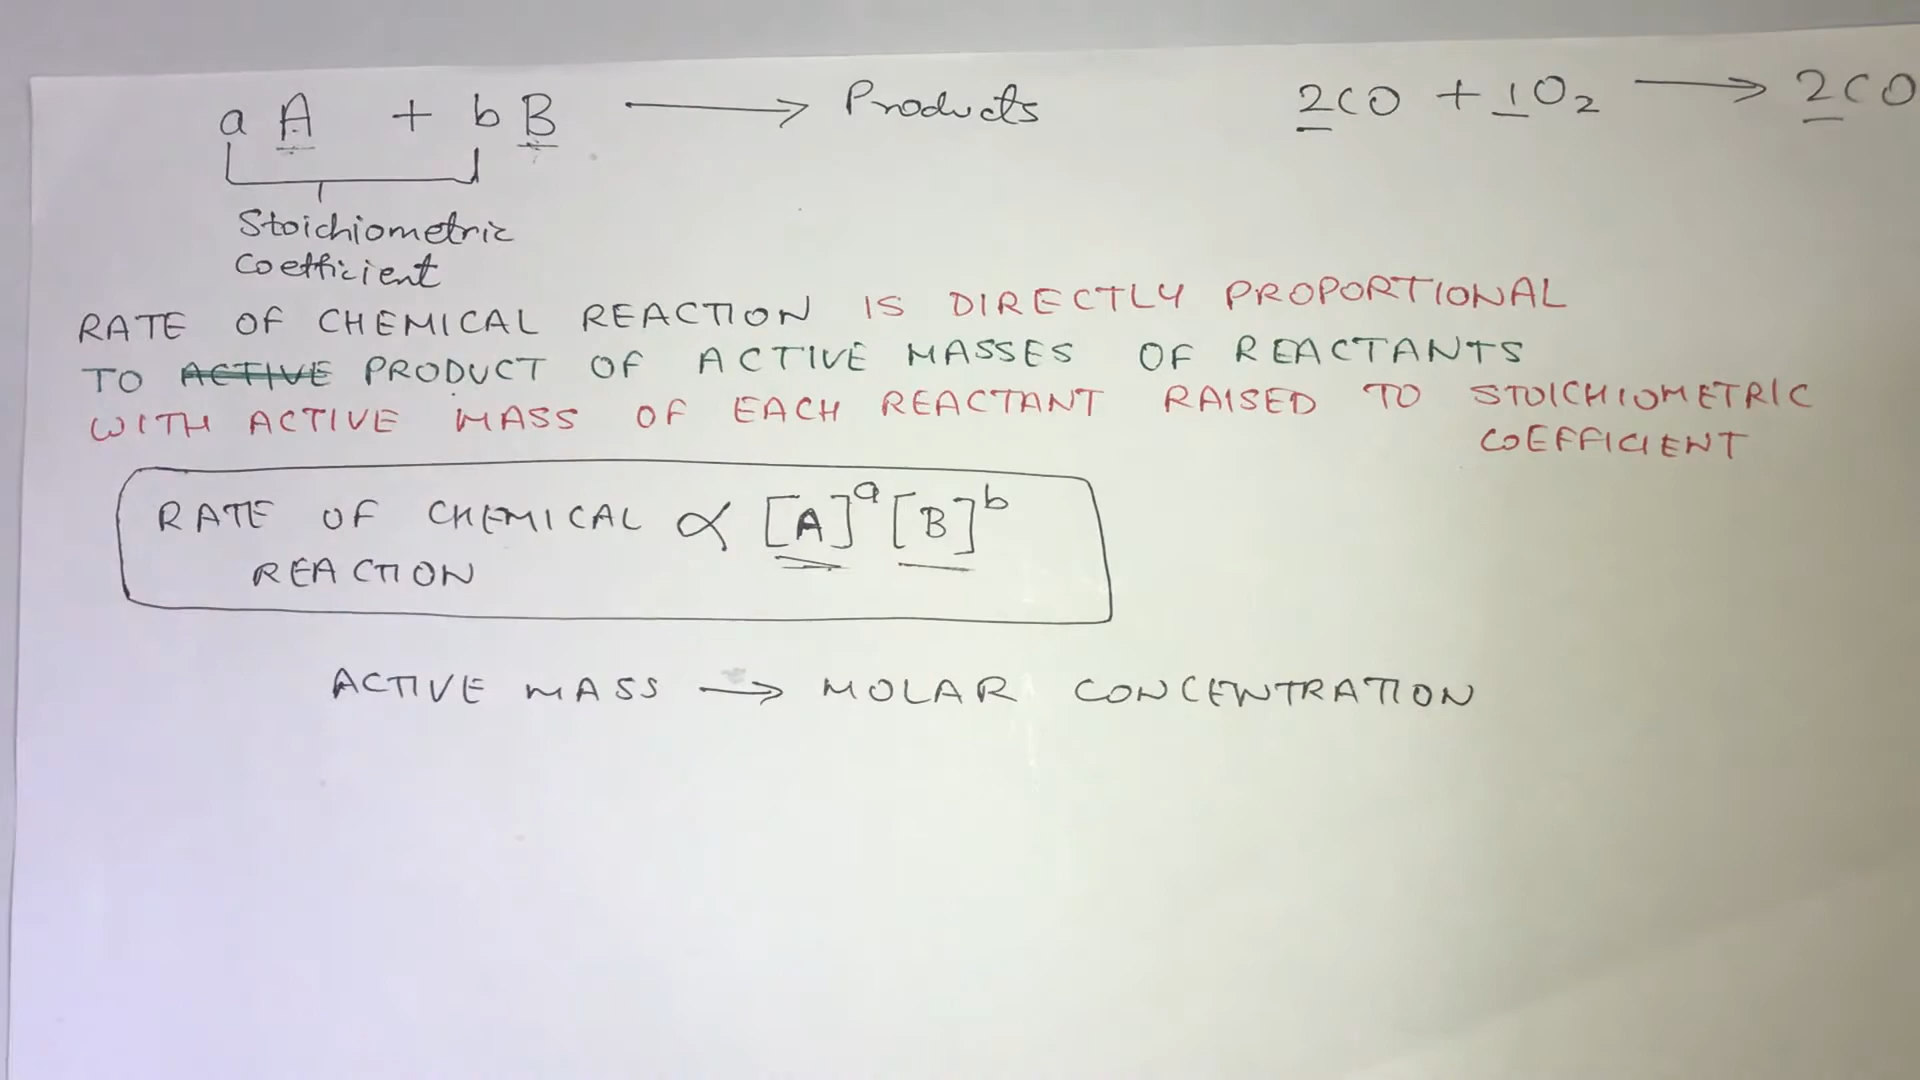 a A + b B ⟶ Products
2CO + 1O₂ ⟶ 2CO
Stoichiometric
Coefficient
RATE OF CHEMICAL REACTION IS DIRECTLY PROPORTIONAL
TO ACTIVE PRODUCT OF ACTIVE MASSES OF REACTANTS
WITH ACTIVE MASS OF EACH REACTANT RAISED TO STOICHIOMETRIC
COEFFICIENT
RATE OF CHEMICAL ∝ [A]ᵃ [B]ᵇ
REACTION
ACTIVE MASS → MOLAR CONCENTRATION